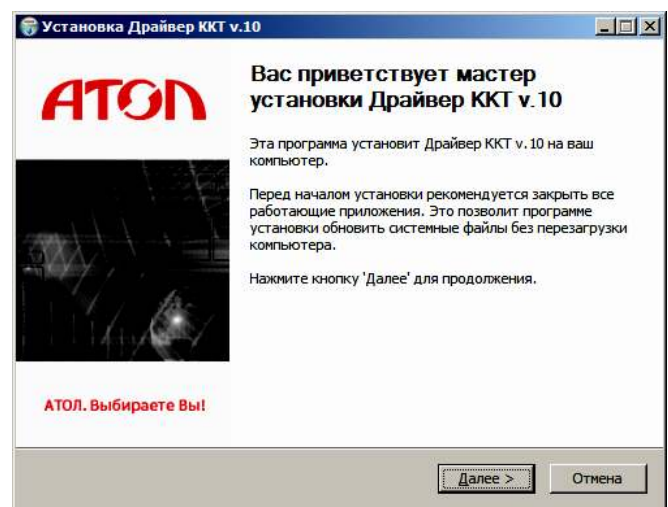 Установка Драйвер ККТ v.10
АТОЛ
Вас приветствует мастер
установки Драйвер ККТ v.10
Эта программа установит Драйвер ККТ v.10 на ваш
компьютер.
Перед началом установки рекомендуется закрыть все
работающие приложения. Это позволит программе
установки обновить системные файлы без перезагрузки
компьютера.
Нажмите кнопку 'Далее' для продолжения.
АТОЛ. Выбираете Вы!
Далее >
Отмена